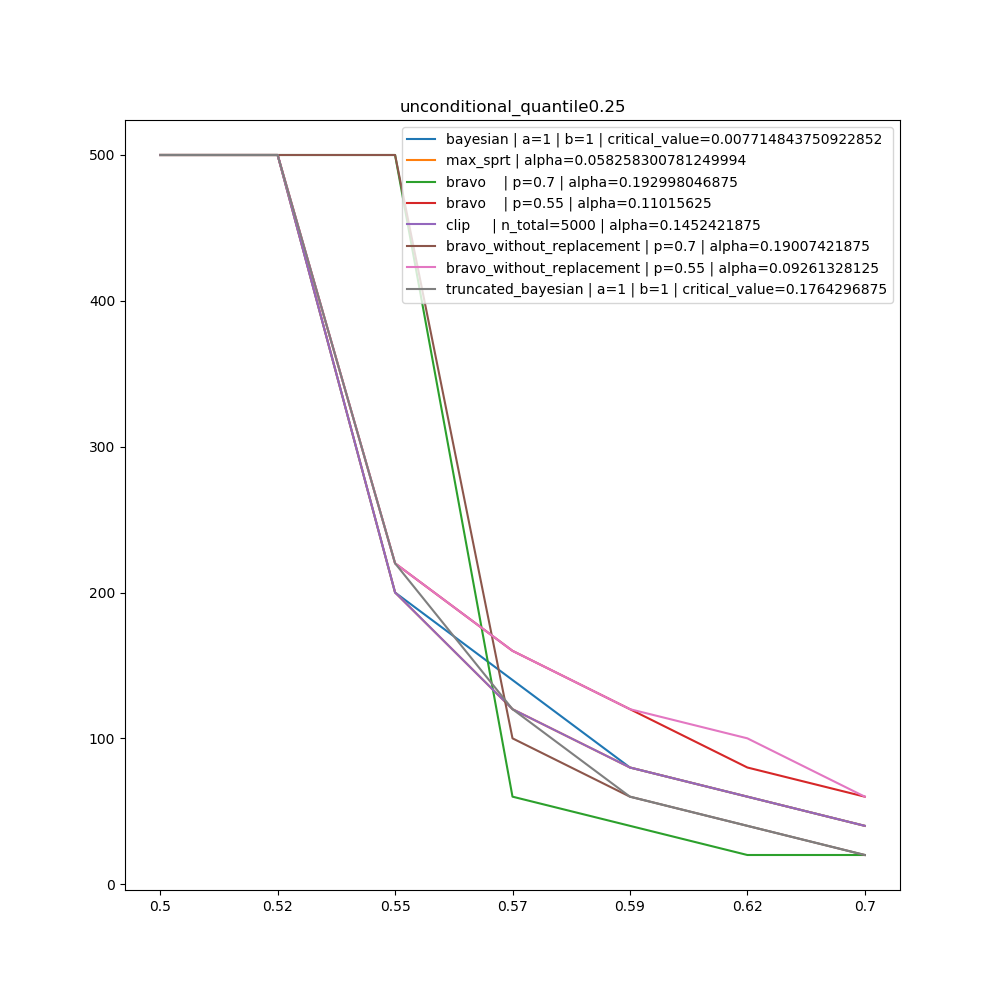 unconditional_quantile0.25
bayesian | a=1 | b=1 | critical_value=0.007714843750922852
max_sprt | alpha=0.058258300781249994
bravo    | p=0.7 | alpha=0.192998046875
bravo    | p=0.55 | alpha=0.11015625
clip     | n_total=5000 | alpha=0.1452421875
bravo_without_replacement | p=0.7 | alpha=0.19007421875
bravo_without_replacement | p=0.55 | alpha=0.09261328125
truncated_bayesian | a=1 | b=1 | critical_value=0.1764296875
500
400
300
200
100
0
0.5 0.52 0.55 0.57 0.59 0.62 0.7